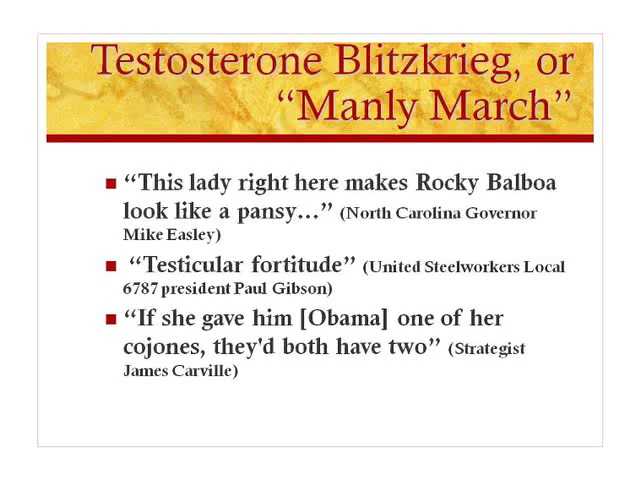 Testosterone Blitzkrieg, or
“Manly March”
“This lady right here makes Rocky Balboa
look like a pansy…” (North Carolina Governor
Mike Easley)
“Testicular fortitude” (United Steelworkers Local
6787 president Paul Gibson)
“If she gave him [Obama] one of her
cojones, they'd both have two” (Strategist
James Carville)